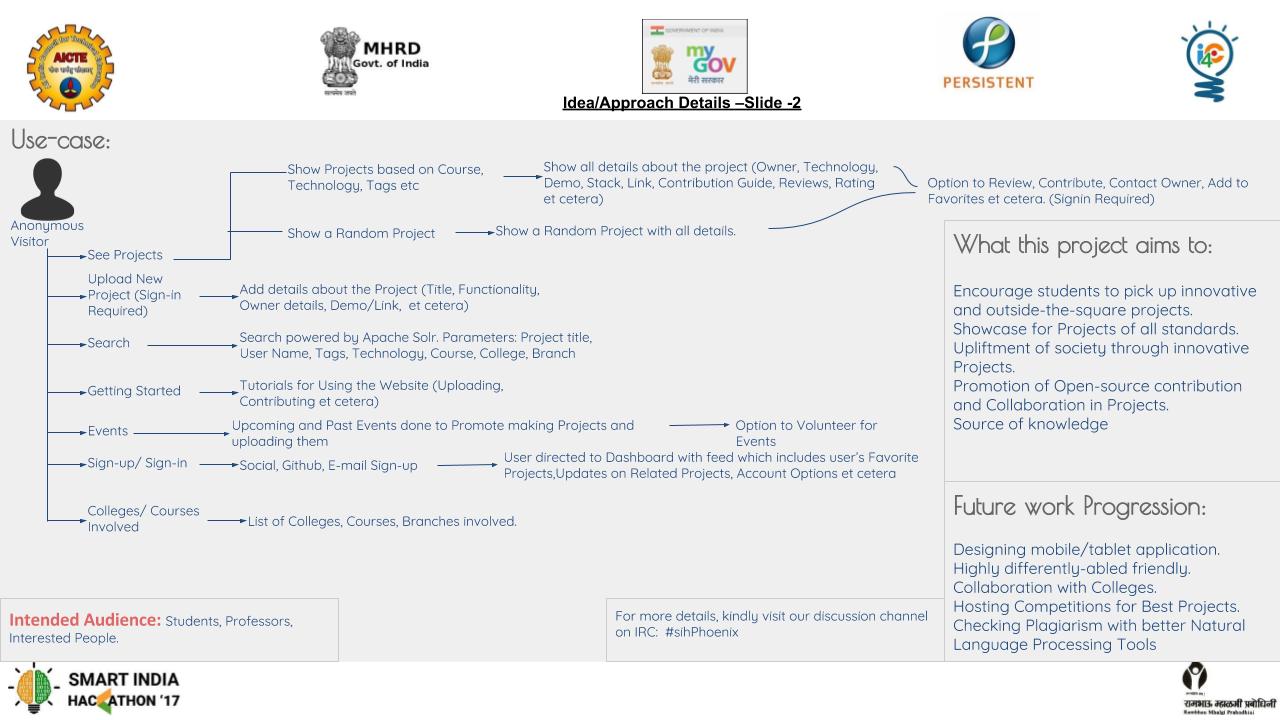 AICTE
MHRD
Govt. of India
सत्यमेव जयते
GOVERNMENT OF INDIA
my
GOV
मेरी सरकार
PERSISTENT
i4c
Idea/Approach Details –Slide -2
Use-case:
Anonymous
Visitor
Show Projects based on Course,
Technology, Tags etc
Show all details about the project (Owner, Technology,
Demo, Stack, Link, Contribution Guide, Reviews, Rating
et cetera)
Option to Review, Contribute, Contact Owner, Add to
Favorites et cetera. (Signin Required)
Show a Random Project
Show a Random Project with all details.
See Projects
Upload New
Project (Sign-in
Required)
Add details about the Project (Title, Functionality,
Owner details, Demo/Link, et cetera)
Search
Search powered by Apache Solr. Parameters: Project title,
User Name, Tags, Technology, Course, College, Branch
Getting Started
Tutorials for Using the Website (Uploading,
Contributing et cetera)
Events
Upcoming and Past Events done to Promote making Projects and
uploading them
Option to Volunteer for
Events
Sign-up/ Sign-in
Social, Github, E-mail Sign-up
User directed to Dashboard with feed which includes user's Favorite
Projects,Updates on Related Projects, Account Options et cetera
Colleges/ Courses
Involved
List of Colleges, Courses, Branches involved.
What this project aims to:
Encourage students to pick up innovative
and outside-the-square projects.
Showcase for Projects of all standards.
Upliftment of society through innovative
Projects.
Promotion of Open-source contribution
and Collaboration in Projects.
Source of knowledge
Future work Progression:
Designing mobile/tablet application.
Highly differently-abled friendly.
Collaboration with Colleges.
Hosting Competitions for Best Projects.
Checking Plagiarism with better Natural
Language Processing Tools
Intended Audience: Students, Professors,
Interested People.
For more details, kindly visit our discussion channel
on IRC: #sihPhoenix
SMART INDIA
HACKATHON '17
रामभाऊ म्हाळगी प्रबोधिनी
Rambhau Mhalgi Prabodhini